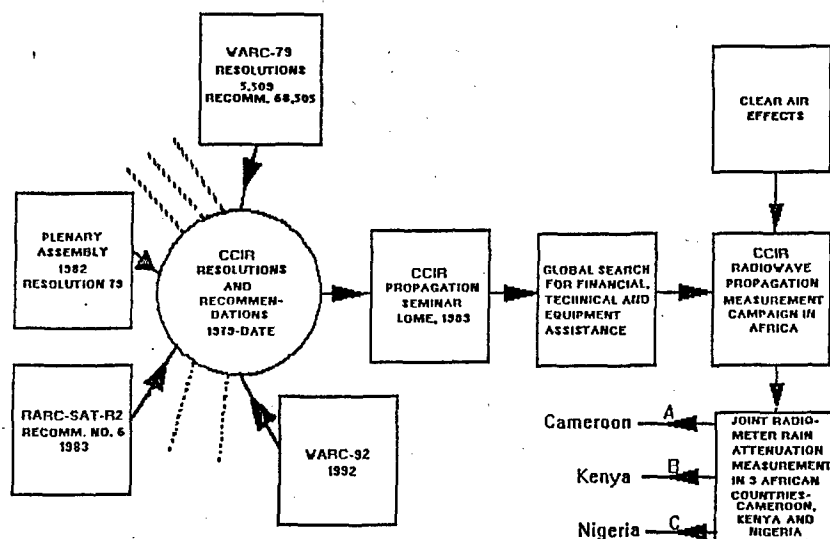 WARC-79
RESOLUTIONS
5,309
RECOMM. 68,505
CLEAR AIR
EFFECTS
PLENARY
ASSEMBLY
1982
RESOLUTION 79
CCIR
RESOLUTIONS
AND
RECOMMEN-
DATIONS
1979-DATE
CCIR
PROPAGATION
SEMINAR
LOME, 1983
GLOBAL SEARCH
FOR FINANCIAL,
TECHNICAL AND
EQUIPMENT
ASSISTANCE
CCIR
RADIOWAVE
PROPAGATION
MEASUREMENT
CAMPAIGN IN
AFRICA
RARC-SAT-R2
RECOMM. NO. 6
1983
WARC-92
1992
Cameroon A
Kenya B
Nigeria C
JOINT RADIO-
METER RAIN
ATTENUATION
MEASUREMENT
IN 3 AFRICAN
COUNTRIES-
CAMEROON,
KENYA AND
NIGERIA